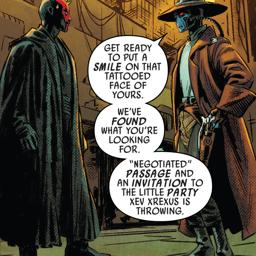 GET READY
TO PUT A
SMILE ON THAT
TATTOOED
FACE OF
YOURS.
WE'VE
FOUND
WHAT YOU'RE
LOOKING
FOR.
"NEGOTIATED"
PASSAGE AND
AN INVITATION TO
THE LITTLE PARTY
XEV XREXUS IS
THROWING.